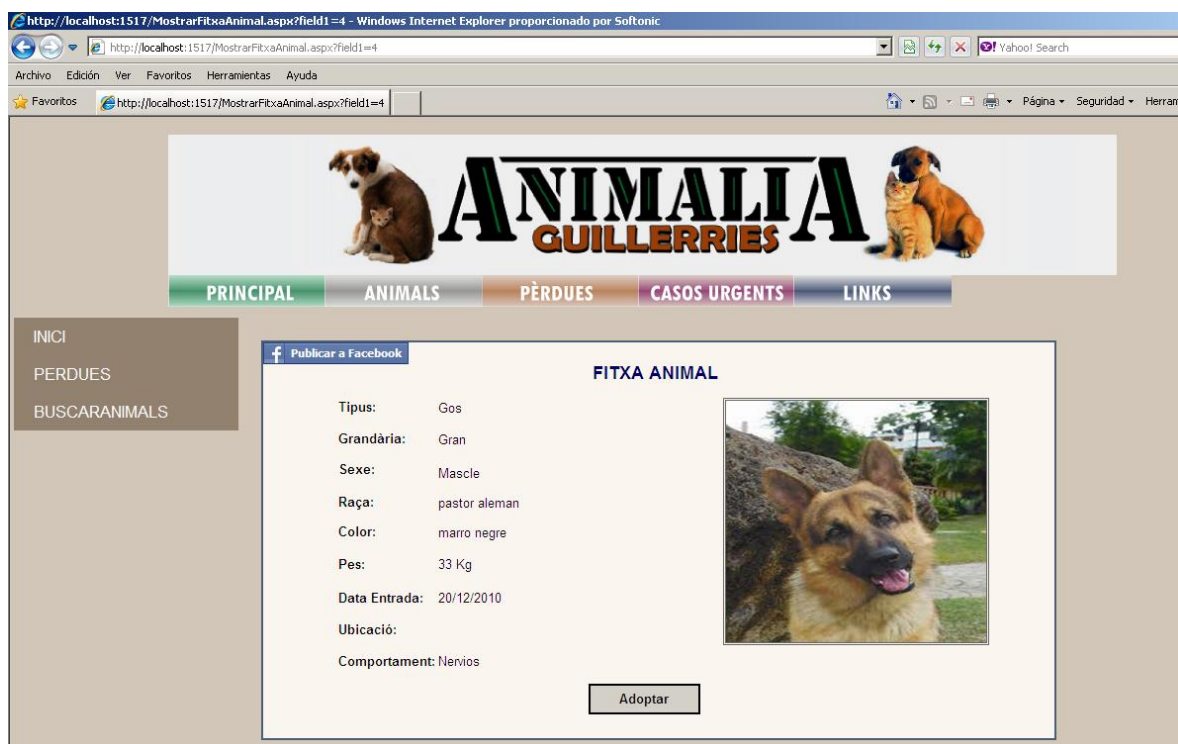 http://localhost:1517/MostrarFitxaAnimal.aspx?field1=4 - Windows Internet Explorer proporcionado por Softonic
http://localhost:1517/MostrarFitxaAnimal.aspx?field1=4
Yahoo! Search
Archivo Edición Ver Favoritos Herramientas Ayuda
Favoritos http://localhost:1517/MostrarFitxaAnimal.aspx?field1=4 Página Seguridad Herram
ANIMALIA
GUILLERRIES
PRINCIPAL ANIMALS PÈRDUES CASOS URGENTS LINKS
INICI
PERDUES
BUSCARANIMALS
f Publicar a Facebook
FITXA ANIMAL
Tipus: Gos
Grandària: Gran
Sexe: Mascle
Raça: pastor aleman
Color: marro negre
Pes: 33 Kg
Data Entrada: 20/12/2010
Ubicació:
Comportament: Nervios
Adoptar